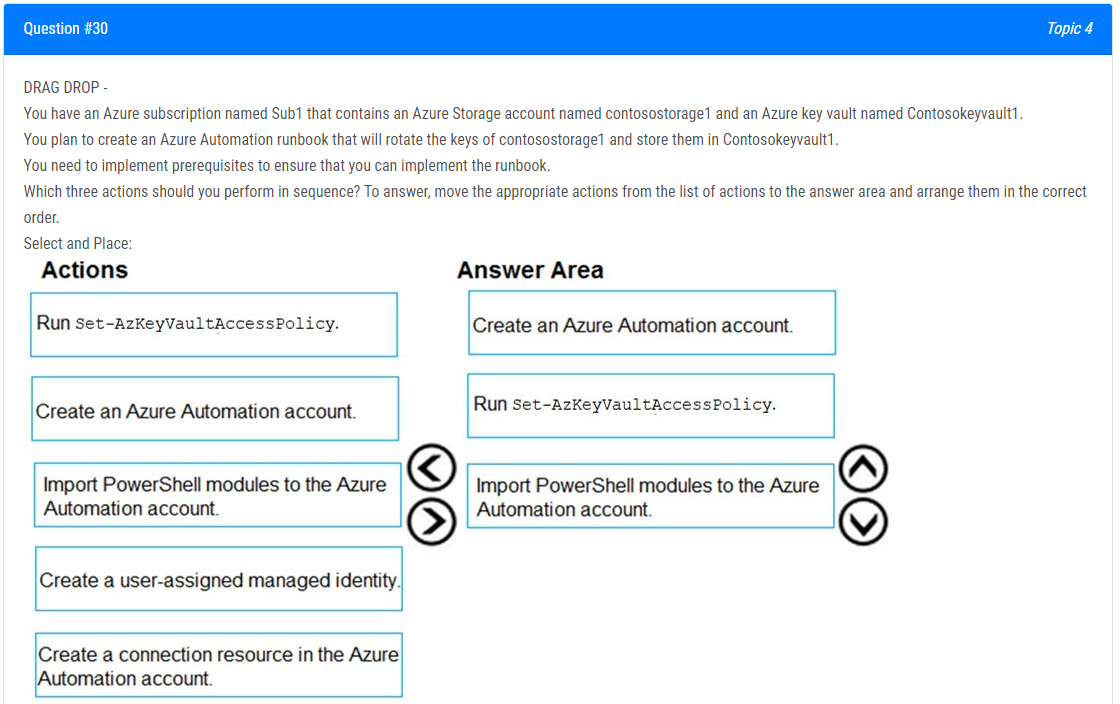 Question #30
Topic 4
DRAG DROP -
You have an Azure subscription named Sub1 that contains an Azure Storage account named contosostorage1 and an Azure key vault named Contosokeyvault1.
You plan to create an Azure Automation runbook that will rotate the keys of contosostorage1 and store them in Contosokeyvault1.
You need to implement prerequisites to ensure that you can implement the runbook.
Which three actions should you perform in sequence? To answer, move the appropriate actions from the list of actions to the answer area and arrange them in the correct
order.
Select and Place:
Actions
Run Set-AzKeyVaultAccessPolicy.
Create an Azure Automation account.
Import PowerShell modules to the Azure
Automation account.
Create a user-assigned managed identity.
Create a connection resource in the Azure
Automation account.
Answer Area
Create an Azure Automation account.
Run Set-AzKeyVaultAccessPolicy.
Import PowerShell modules to the Azure
Automation account.